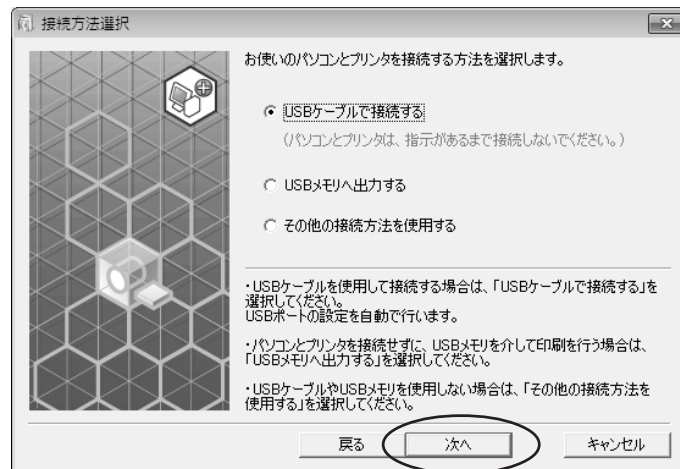 接続方法選択
お使いのパソコンとプリンタを接続する方法を選択します。
USBケーブルで接続する
(パソコンとプリンタは、指示があるまで接続しないでください。)
USBメモリへ出力する
その他の接続方法を使用する
・USBケーブルを使用して接続する場合は、「USBケーブルで接続する」を
選択してください。
USBポートの設定を自動で行います。
・パソコンとプリンタを接続せずに、USBメモリを介して印刷を行う場合は、
「USBメモリへ出力する」を選択してください。
・USBケーブルやUSBメモリを使用しない場合は、「その他の接続方法を
使用する」を選択してください。
戻る 次へ キャンセル